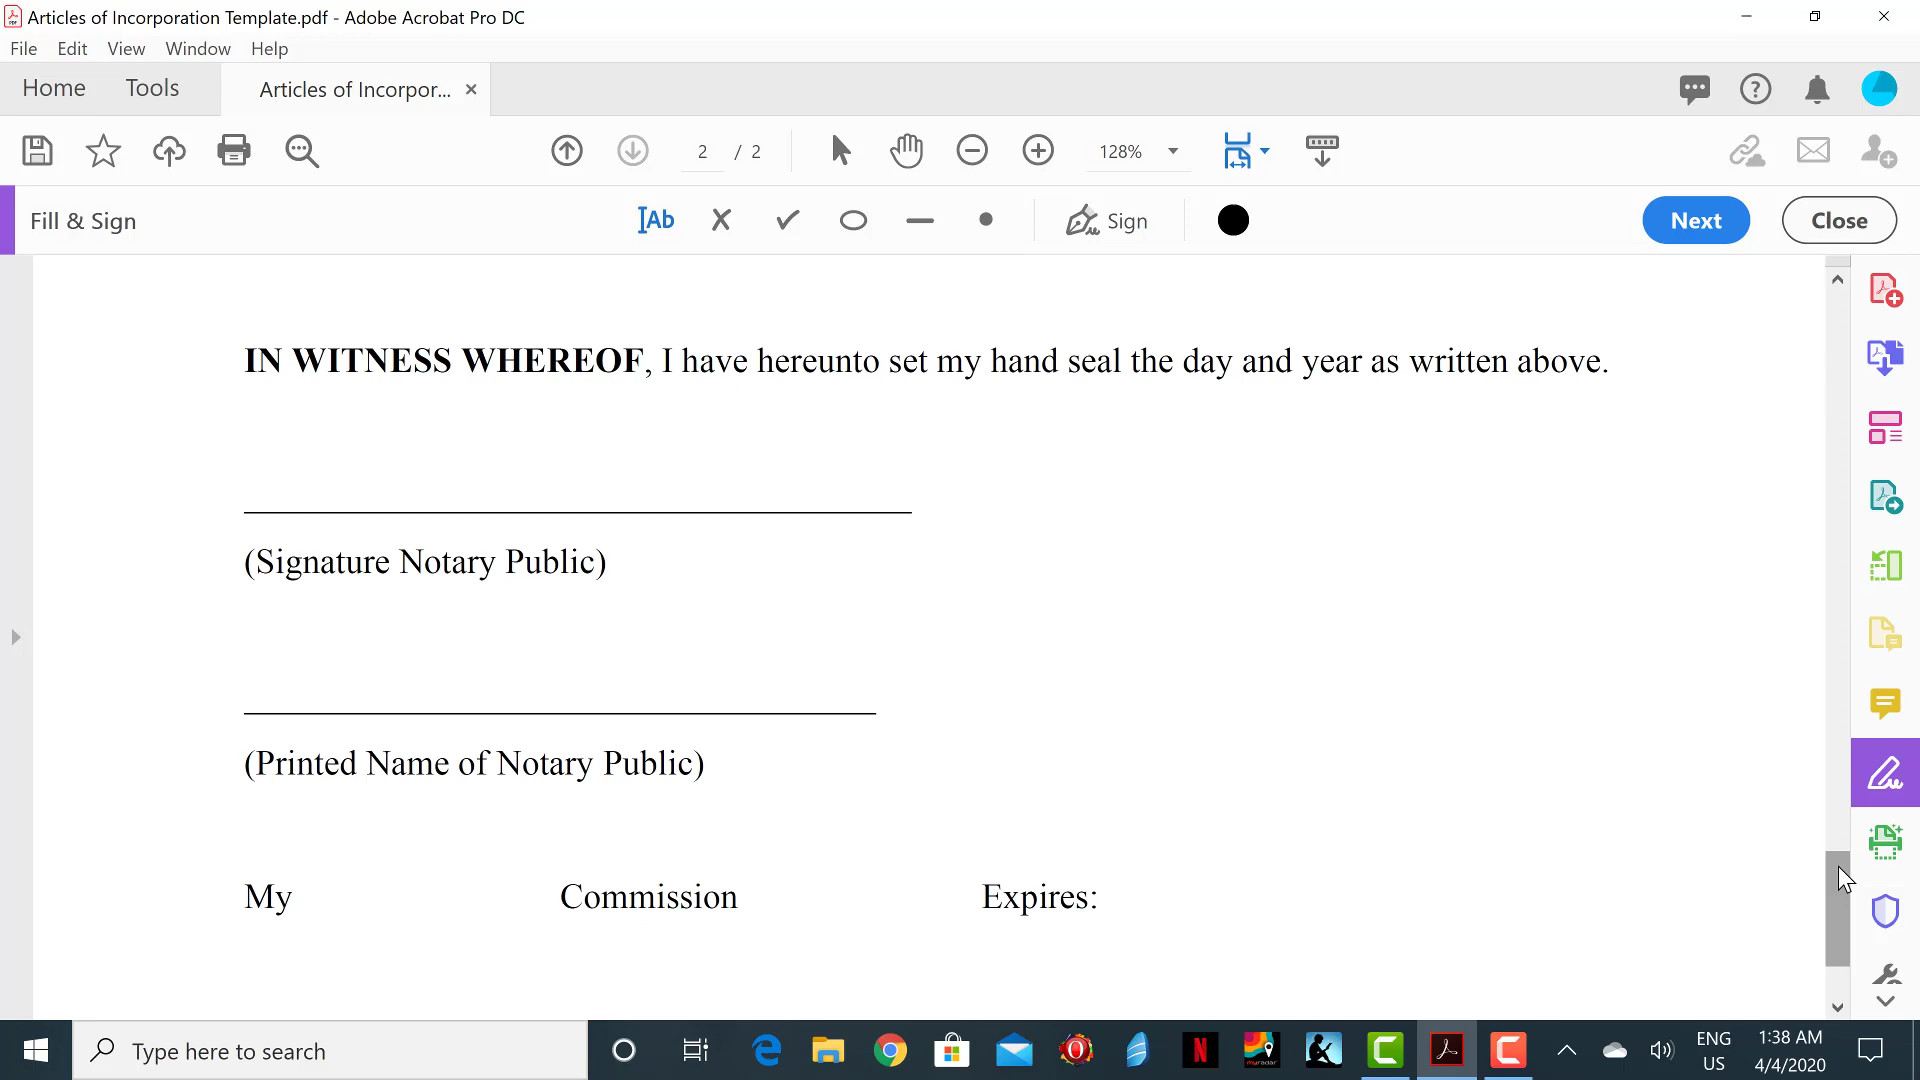 Articles of Incorporation Template.pdf - Adobe Acrobat Pro DC
File Edit View Window Help
Home Tools Articles of Incorpor...
2 / 2 128%
Fill & Sign Ab Sign Next Close
IN WITNESS WHEREOF, I have hereunto set my hand seal the day and year as written above.
(Signature Notary Public)
(Printed Name of Notary Public)
My Commission Expires:
Type here to search
ENG 1:38 AM
US 4/4/2020